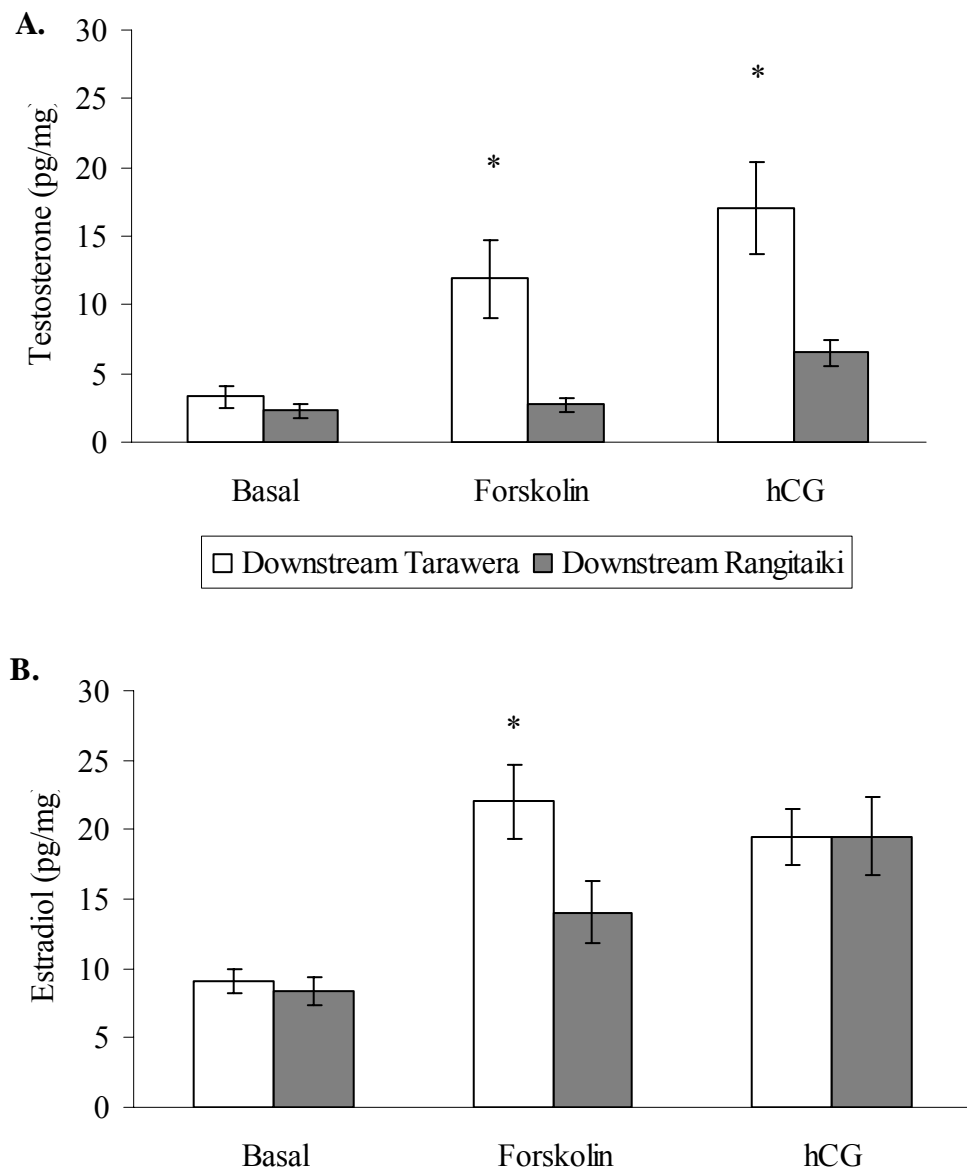 A.
30
25
20
15
10
5
0
Testosterone (pg/mg)
*
*
Basal Forskolin hCG
Downstream Tarawera Downstream Rangitaiki
B.
30
25
20
15
10
5
0
Estradiol (pg/mg)
*
Basal Forskolin hCG